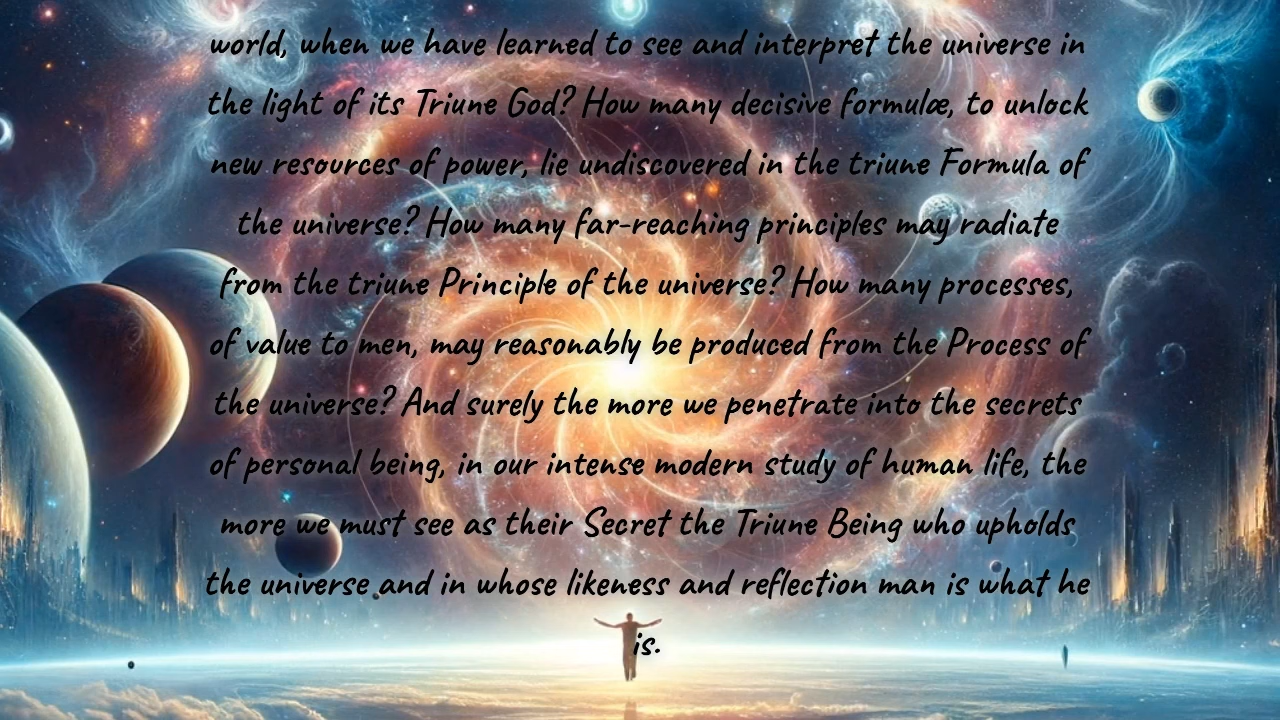 world, when we have learned to see and interpret the universe in
the light of its Triune God? How many decisive formulæ, to unlock
new resources of power, lie undiscovered in the triune Formula of
the universe? How many far-reaching principles may radiate
from the triune Principle of the universe? How many processes,
of value to men, may reasonably be produced from the Process of
the universe? And surely the more we penetrate into the secrets
of personal being, in our intense modern study of human life, the
more we must see as their Secret the Triune Being who upholds
the universe and in whose likeness and reflection man is what he
is.